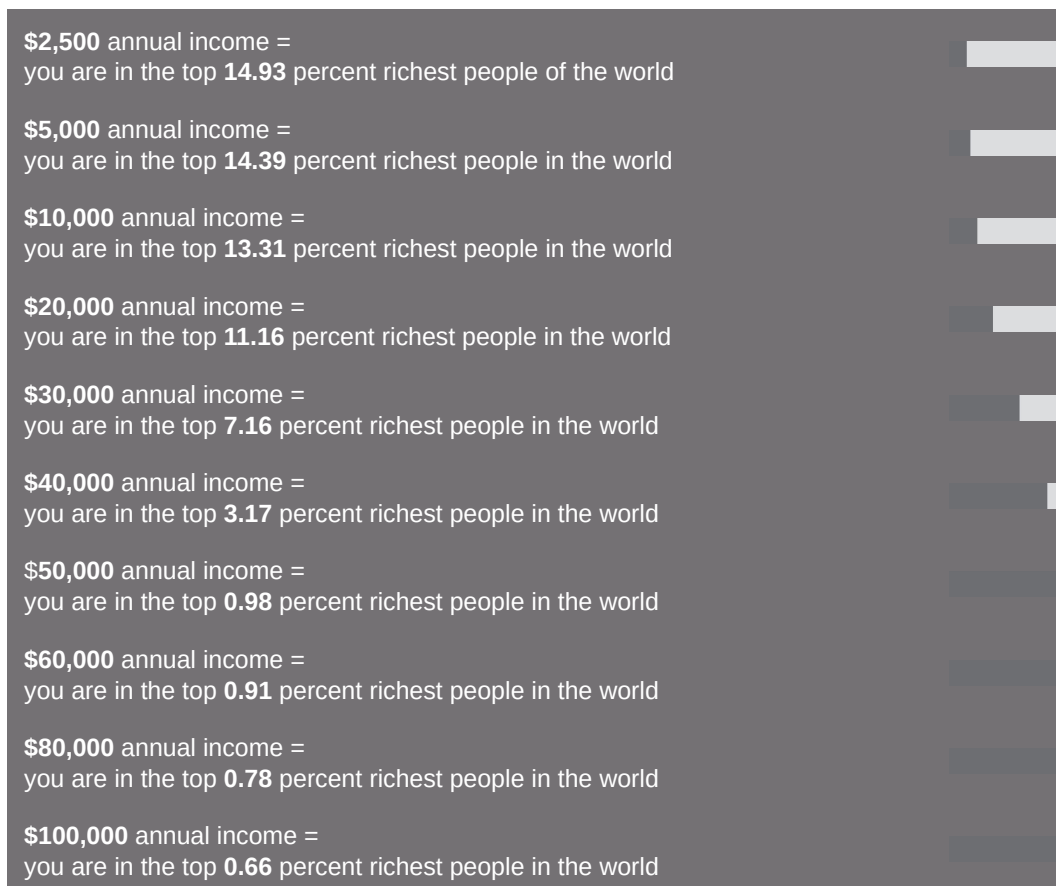 $2,500 annual income =
you are in the top 14.93 percent richest people of the world
$5,000 annual income =
you are in the top 14.39 percent richest people in the world
$10,000 annual income =
you are in the top 13.31 percent richest people in the world
$20,000 annual income =
you are in the top 11.16 percent richest people in the world
$30,000 annual income =
you are in the top 7.16 percent richest people in the world
$40,000 annual income =
you are in the top 3.17 percent richest people in the world
$50,000 annual income =
you are in the top 0.98 percent richest people in the world
$60,000 annual income =
you are in the top 0.91 percent richest people in the world
$80,000 annual income =
you are in the top 0.78 percent richest people in the world
$100,000 annual income =
you are in the top 0.66 percent richest people in the world